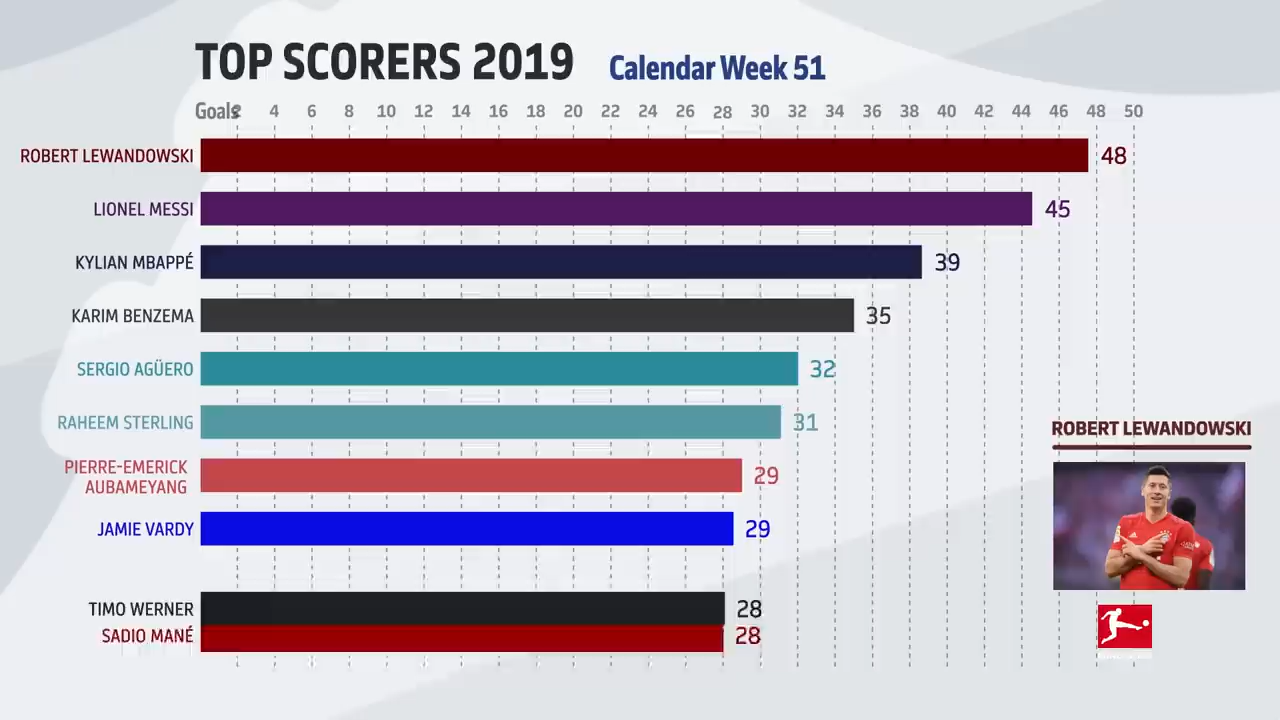 TOP SCORERS 2019 Calendar Week 51
Goals 2 4 6 8 10 12 14 16 18 20 22 24 26 28 30 32 34 36 38 40 42 44 46 48 50
ROBERT LEWANDOWSKI 48
LIONEL MESSI 45
KYLIAN MBAPPÉ 39
KARIM BENZEMA 35
SERGIO AGÜERO 32
RAHEEM STERLING 31
PIERRE-EMERICK
AUBAMEYANG 29
JAMIE VARDY 29
TIMO WERNER 28
SADIO MANÉ 28
ROBERT LEWANDOWSKI